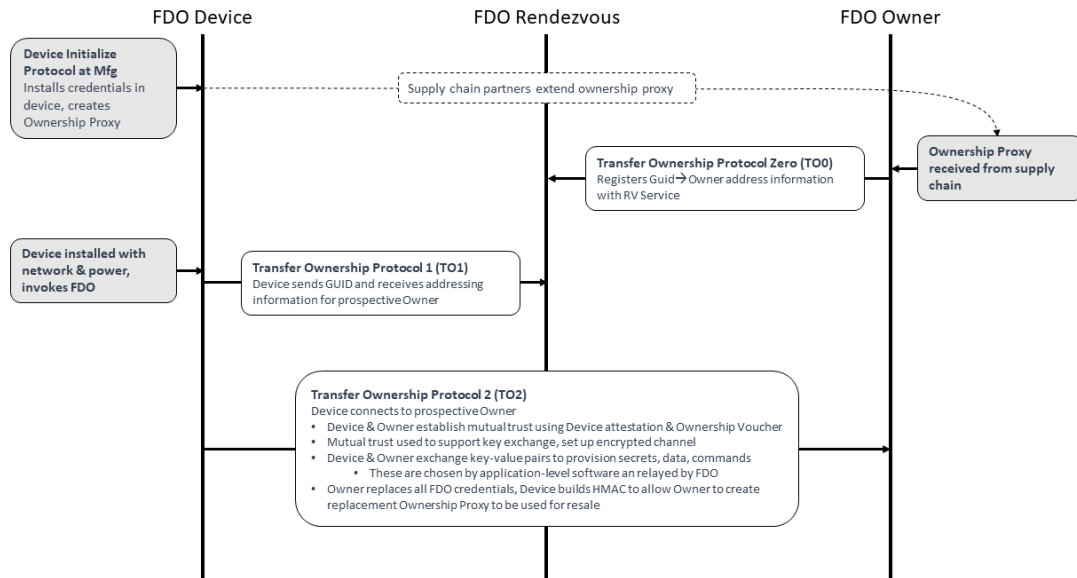 FDO Device
FDO Rendezvous
FDO Owner
Device Initialize
Protocol at Mfg
Installs credentials in
device, creates
Ownership Proxy
Supply chain partners extend ownership proxy
Ownership Proxy
received from supply
chain
Transfer Ownership Protocol Zero (TO0)
Registers Guid→Owner address information
with RV Service
Device installed with
network & power,
invokes FDO
Transfer Ownership Protocol 1 (TO1)
Device sends GUID and receives addressing
information for prospective Owner
Transfer Ownership Protocol 2 (TO2)
Device connects to prospective Owner
• Device & Owner establish mutual trust using Device attestation & Ownership Voucher
• Mutual trust used to support key exchange, set up encrypted channel
• Device & Owner exchange key-value pairs to provision secrets, data, commands
• These are chosen by application-level software an relayed by FDO
• Owner replaces all FDO credentials, Device builds HMAC to allow Owner to create
replacement Ownership Proxy to be used for resale